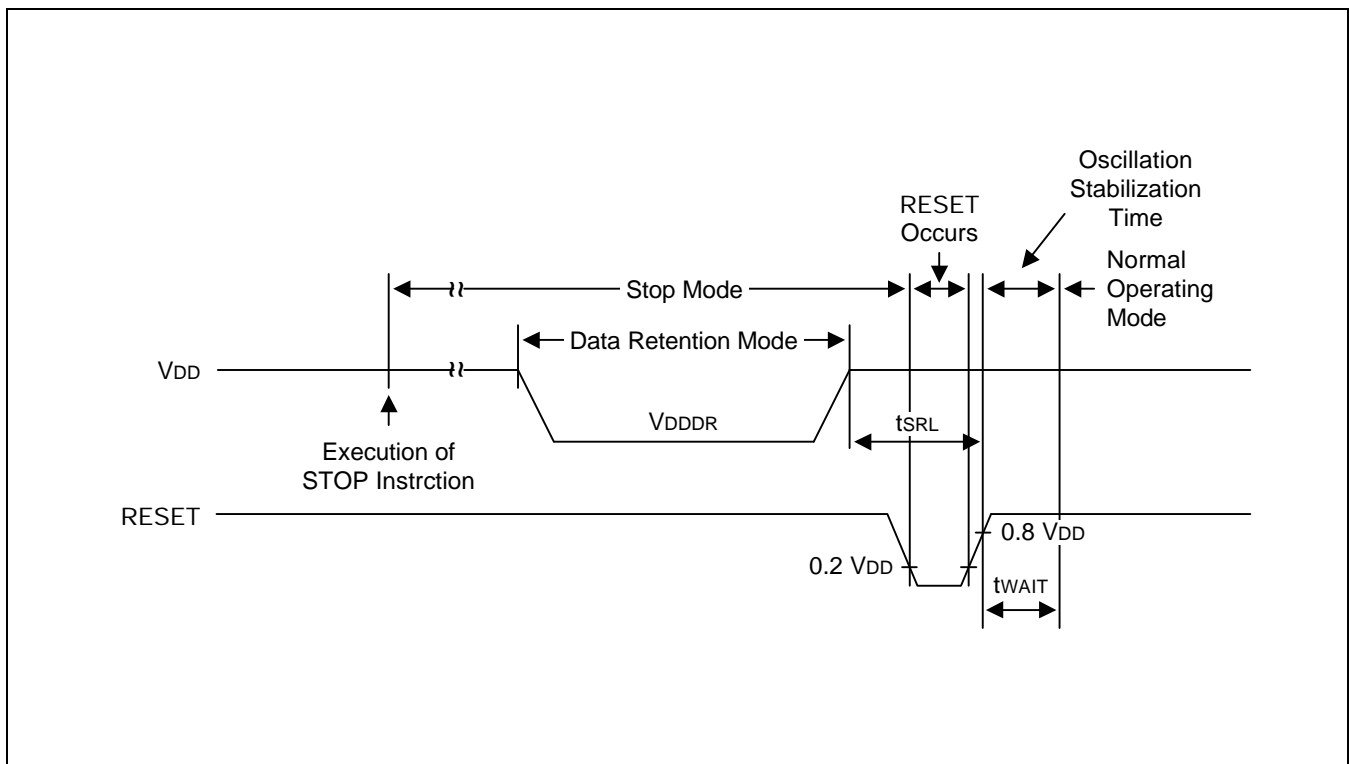 Oscillation
Stabilization
Time
RESET
Occurs
Normal
Operating
Mode
Stop Mode
Data Retention Mode
VDD
VDDDR
tSRL
Execution of
STOP Instrction
RESET
0.8 VDD
0.2 VDD
tWAIT